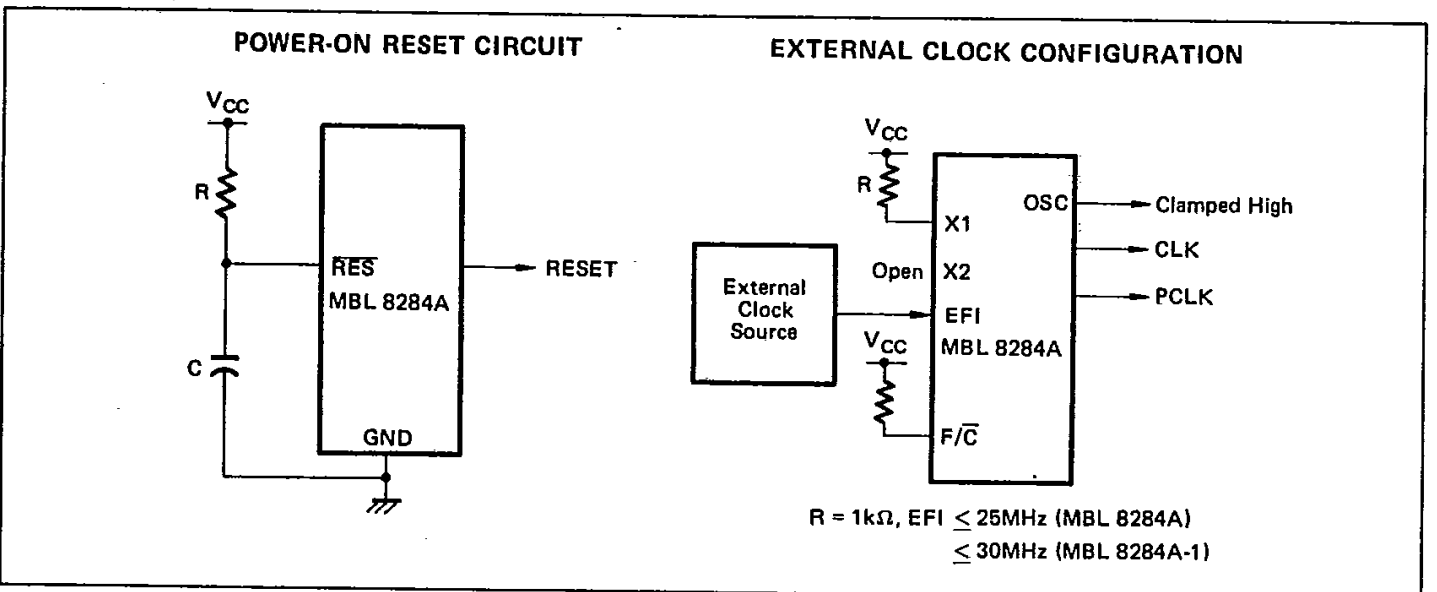 POWER-ON RESET CIRCUIT
VCC
R
C
RES
MBL 8284A
GND
RESET
EXTERNAL CLOCK CONFIGURATION
VCC
R
X1
OSC
Clamped High
CLK
Open
X2
PCLK
External
Clock
Source
EFI
MBL 8284A
VCC
F/C̅
R = 1kΩ, EFI ≤ 25MHz (MBL 8284A)
≤ 30MHz (MBL 8284A-1)